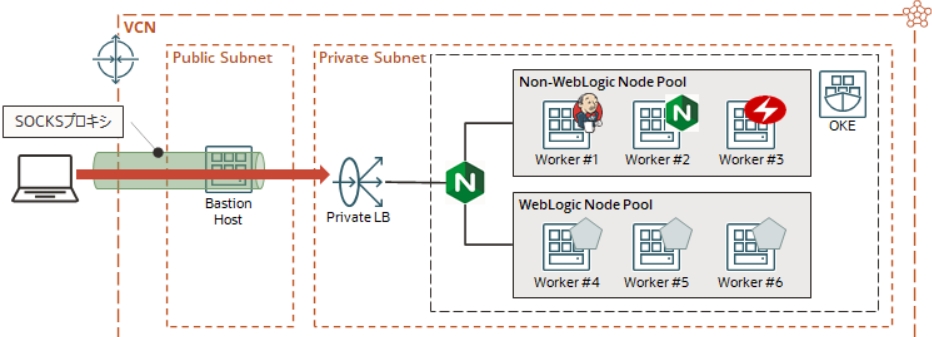 VCN
Public Subnet
Private Subnet
Non-WebLogic Node Pool
SOCKSプロキシ
Worker #1
Worker #2
Worker #3
OKE
N
N
Bastion
Host
Private LB
WebLogic Node Pool
Worker #4
Worker #5
Worker #6